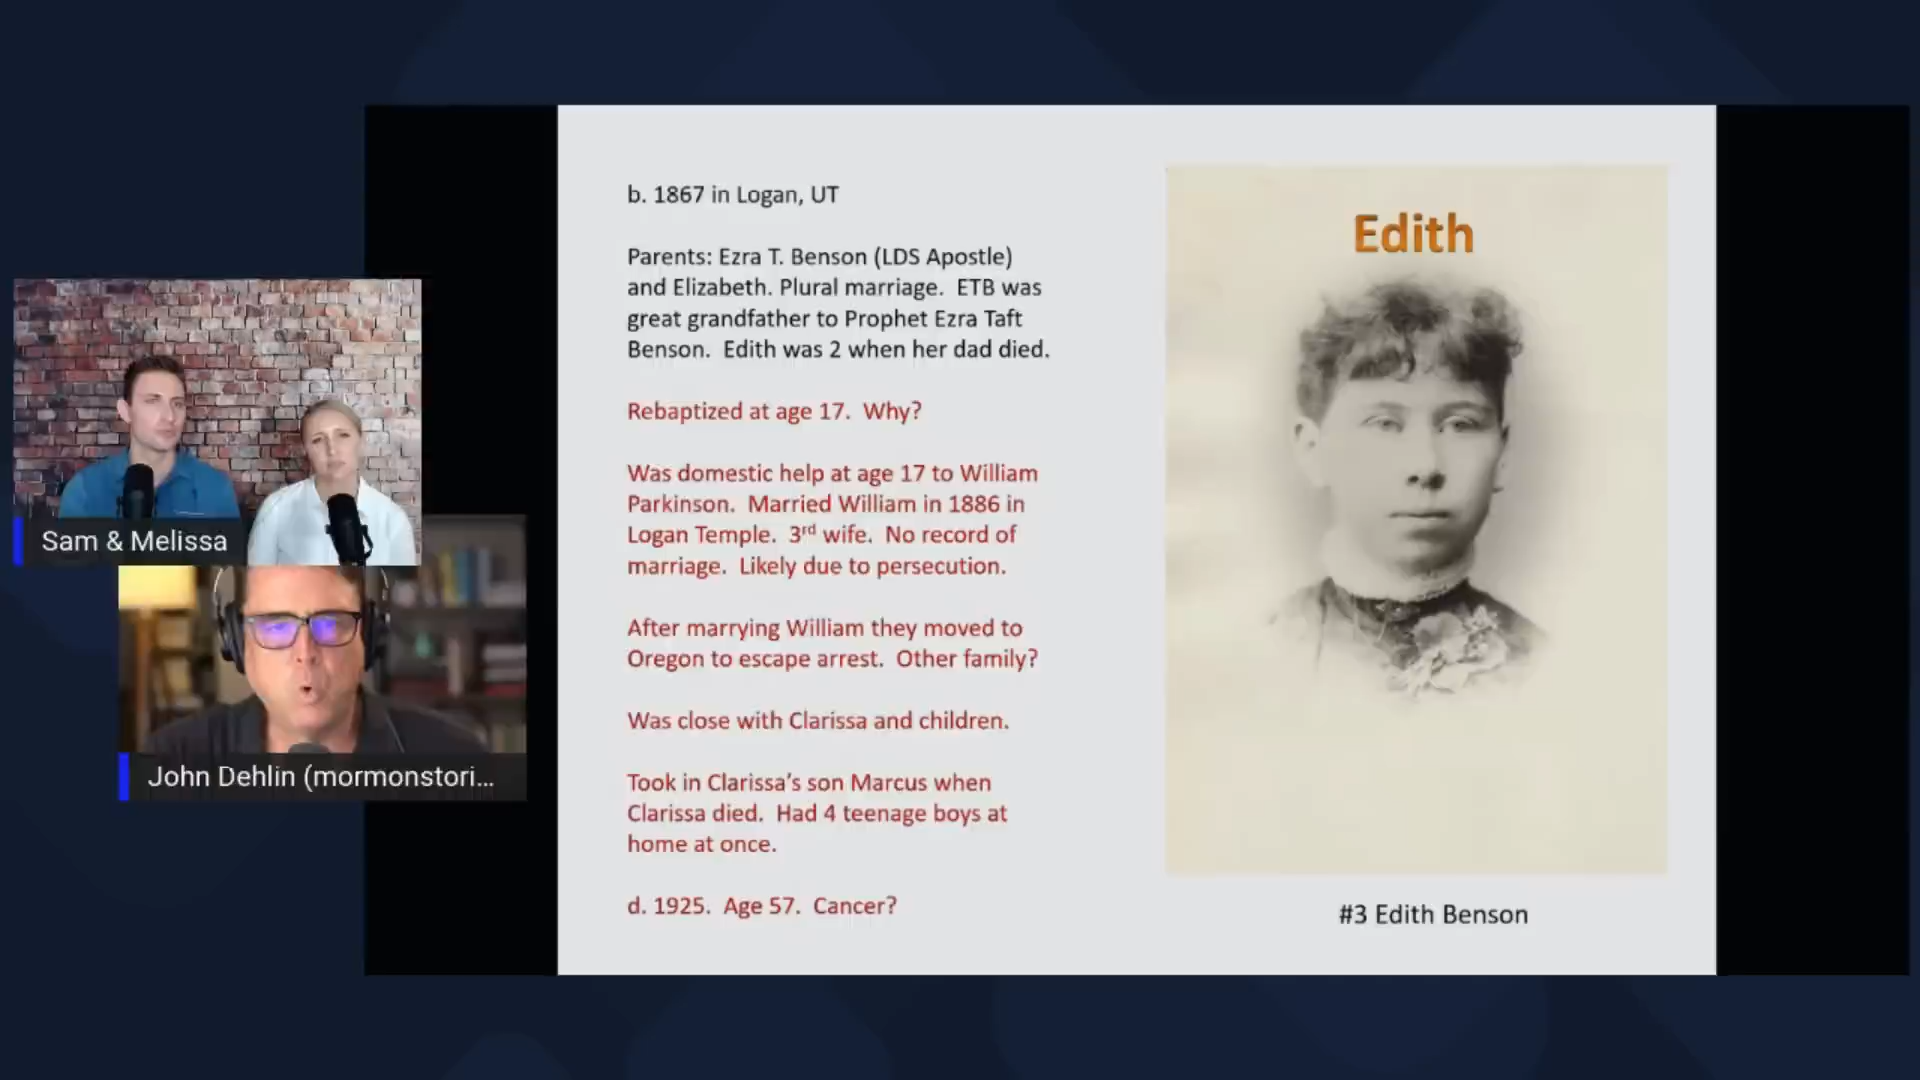 b. 1867 in Logan, UT
Parents: Ezra T. Benson (LDS Apostle)
and Elizabeth. Plural marriage. ETB was
great grandfather to Prophet Ezra Taft
Benson. Edith was 2 when her dad died.
Rebaptized at age 17. Why?
Was domestic help at age 17 to William
Parkinson. Married William in 1886 in
Logan Temple. 3rd wife. No record of
marriage. Likely due to persecution.
After marrying William they moved to
Oregon to escape arrest. Other family?
Was close with Clarissa and children.
Took in Clarissa's son Marcus when
Clarissa died. Had 4 teenage boys at
home at once.
d. 1925. Age 57. Cancer?
Edith
#3 Edith Benson
Sam & Melissa
John Dehlin (mormonstori...